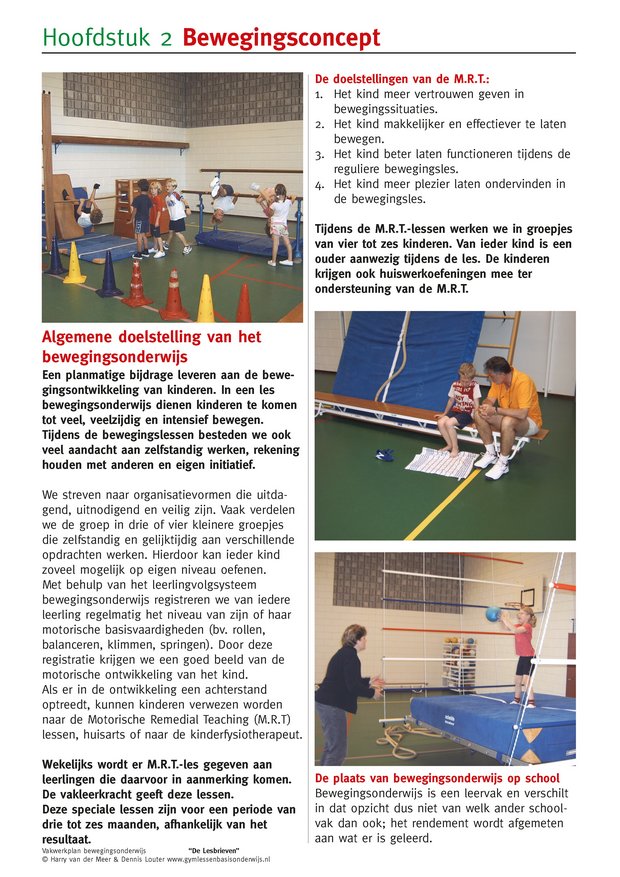 Hoofdstuk 2 Bewegingsconcept
Algemene doelstelling van het
bewegingsonderwijs
Een planmatige bijdrage leveren aan de bewe-
gingsontwikkeling van kinderen. In een les
bewegingsonderwijs dienen kinderen te komen
tot veel, veelzijdig en intensief bewegen.
Tijdens de bewegingslessen besteden we ook
veel aandacht aan zelfstandig werken, rekening
houden met anderen en eigen initiatief.
We streven naar organisatievormen die uitda-
gend, uitnodigend en veilig zijn. Vaak verdelen
we de groep in drie of vier kleinere groepjes
die zelfstandig en gelijktijdig aan verschillende
opdrachten werken. Hierdoor kan ieder kind
zoveel mogelijk op eigen niveau oefenen.
Met behulp van het leerlingvolgsysteem
bewegingsonderwijs registreren we van iedere
leerling regelmatig het niveau van zijn of haar
motorische basisvaardigheden (bv. rollen,
balanceren, klimmen, springen). Door deze
registratie krijgen we een goed beeld van de
motorische ontwikkeling van het kind.
Als er in de ontwikkeling een achterstand
optreedt, kunnen kinderen verwezen worden
naar de Motorische Remedial Teaching (M.R.T)
lessen, huisarts of naar de kinderfysiotherapeut.
Wekelijks wordt er M.R.T.-les gegeven aan
leerlingen die daarvoor in aanmerking komen.
De vakleerkracht geeft deze lessen.
Deze speciale lessen zijn voor een periode van
drie tot zes maanden, afhankelijk van het
resultaat.
De doelstellingen van de M.R.T.:
1. Het kind meer vertrouwen geven in
bewegingssituaties.
2. Het kind makkelijker en effectiever te laten
bewegen.
3. Het kind beter laten functioneren tijdens de
reguliere bewegingsles.
4. Het kind meer plezier laten ondervinden in
de bewegingsles.
Tijdens de M.R.T.-lessen werken we in groepjes
van vier tot zes kinderen. Van ieder kind is een
ouder aanwezig tijdens de les. De kinderen
krijgen ook huiswerkoefeningen mee ter
ondersteuning van de M.R.T.
De plaats van bewegingsonderwijs op school
Bewegingsonderwijs is een leervak en verschilt
in dat opzicht dus niet van welk ander school-
vak dan ook; het rendement wordt afgemeten
aan wat er is geleerd.
Vakwerkplan bewegingsonderwijs "De Lesbrieven"
© Harry van der Meer & Dennis Louter www.gymlessenbasisonderwijs.nl